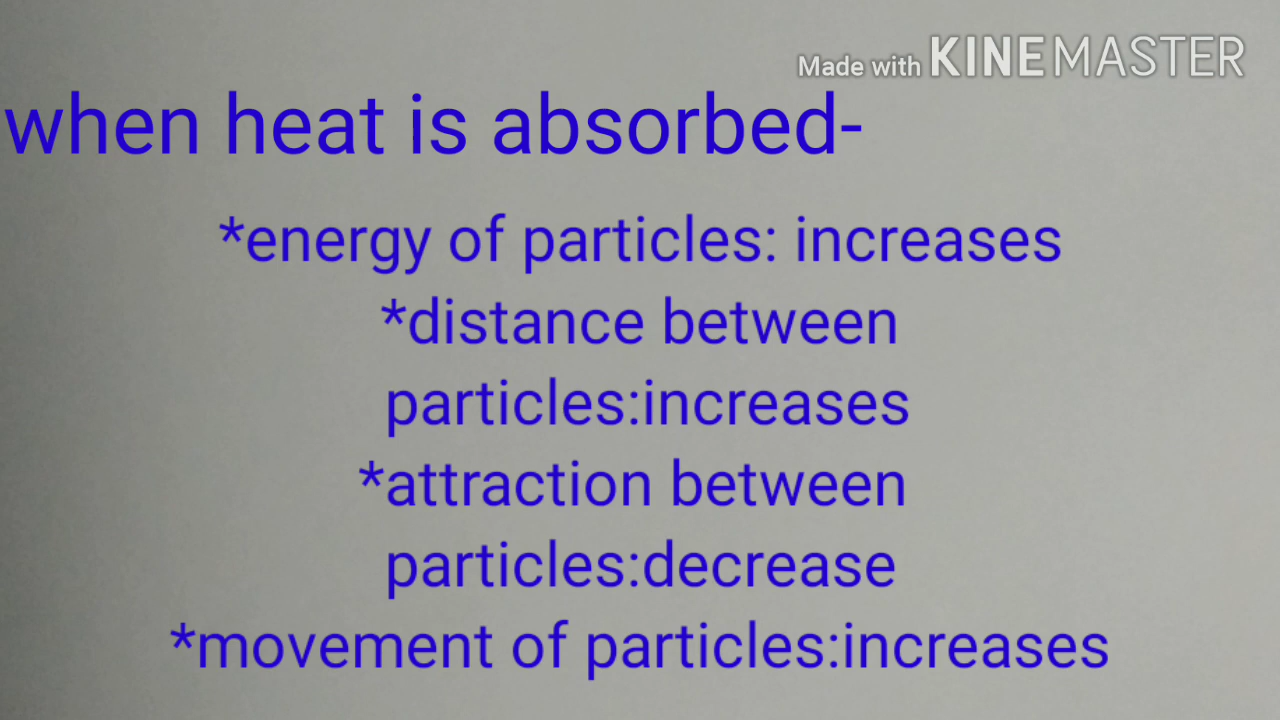 Made with KINEMASTER
when heat is absorbed-
*energy of particles: increases
*distance between
particles:increases
*attraction between
particles:decrease
*movement of particles:increases